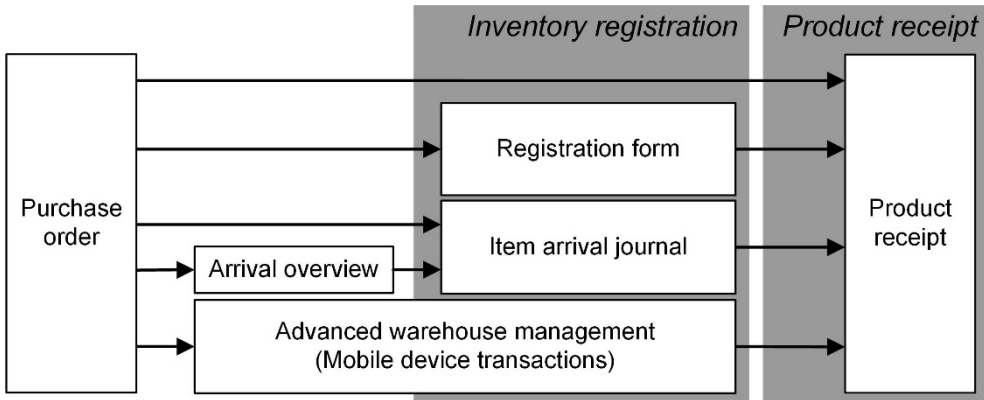 Inventory registration
Product receipt
Registration form
Purchase
order
Product
receipt
Item arrival journal
Arrival overview
Advanced warehouse management
(Mobile device transactions)